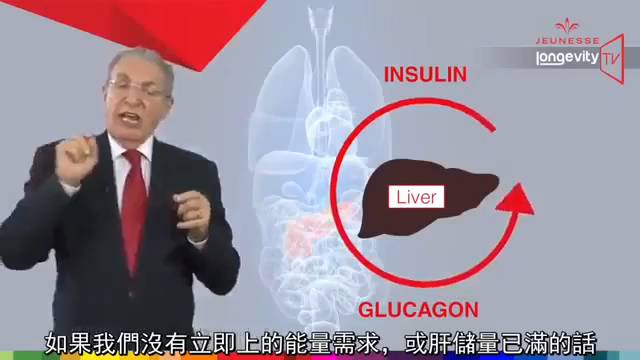 JEUNESSE
longevity TV
INSULIN
Liver
GLUCAGON
如果我們沒有立即上的能量需求，或肝儲量已滿的話